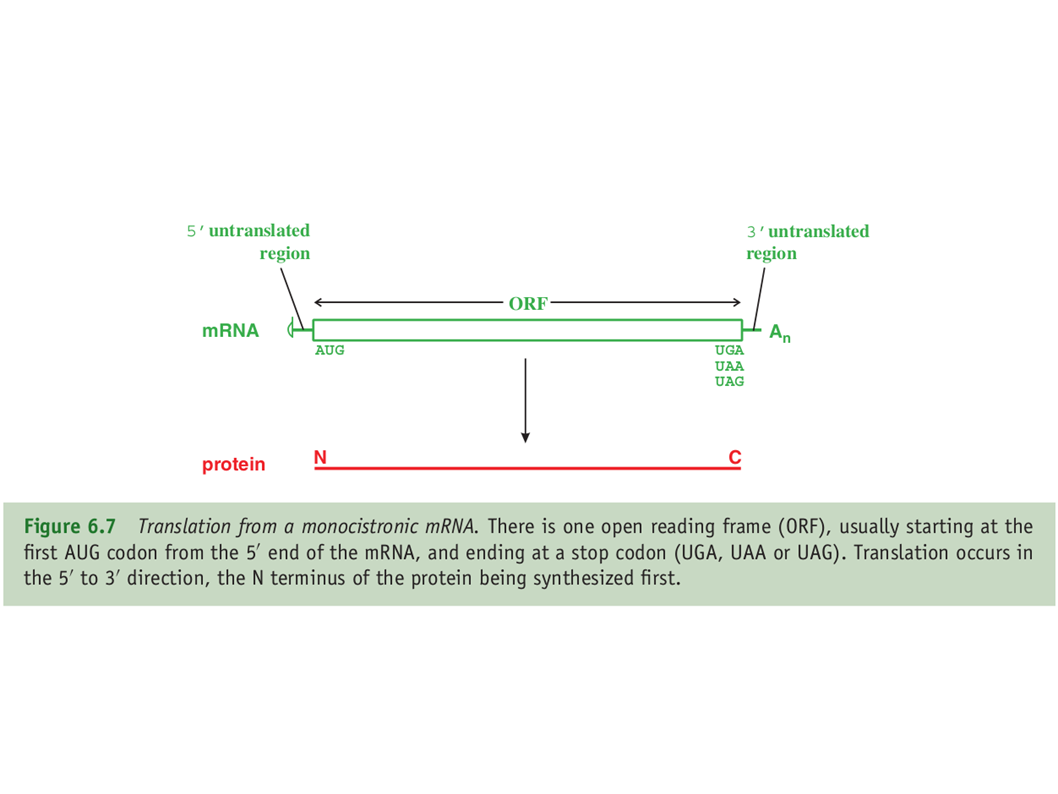 5′ untranslated region
3′ untranslated region
ORF
mRNA
An
AUG
UGA
UAA
UAG
N
C
protein
Figure 6.7 Translation from a monocistronic mRNA. There is one open reading frame (ORF), usually starting at the
first AUG codon from the 5′ end of the mRNA, and ending at a stop codon (UGA, UAA or UAG). Translation occurs in
the 5′ to 3′ direction, the N terminus of the protein being synthesized first.